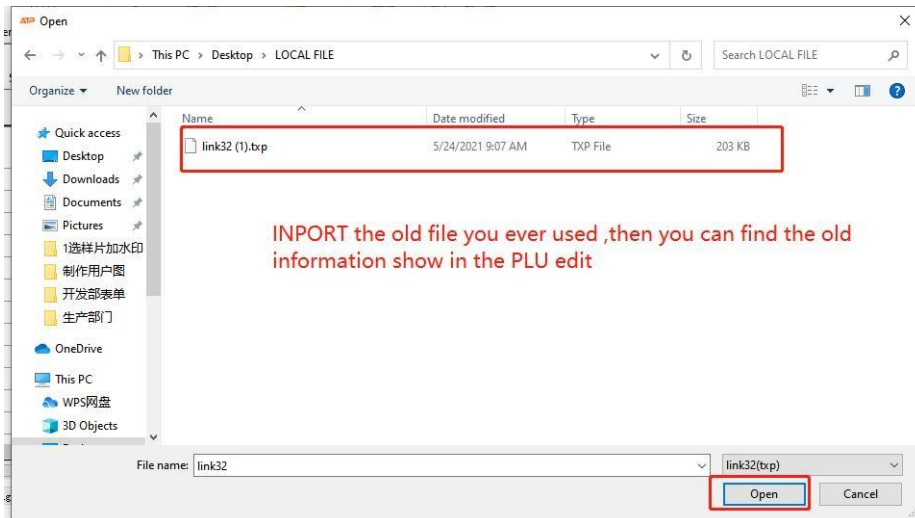 ATP Open
This PC > Desktop > LOCAL FILE
Search LOCAL FILE
Organize
New folder
Name
Date modified
Type
Size
Quick access
Desktop
Downloads
Documents
Pictures
1选样片加水印
制作用户图
开发部表单
生产部门
OneDrive
This PC
WPS网盘
3D Objects
link32 (1).txp
5/24/2021 9:07 AM
TXP File
203 KB
INPORT the old file you ever used ,then you can find the old
information show in the PLU edit
File name:
link32
link32(txp)
Open
Cancel